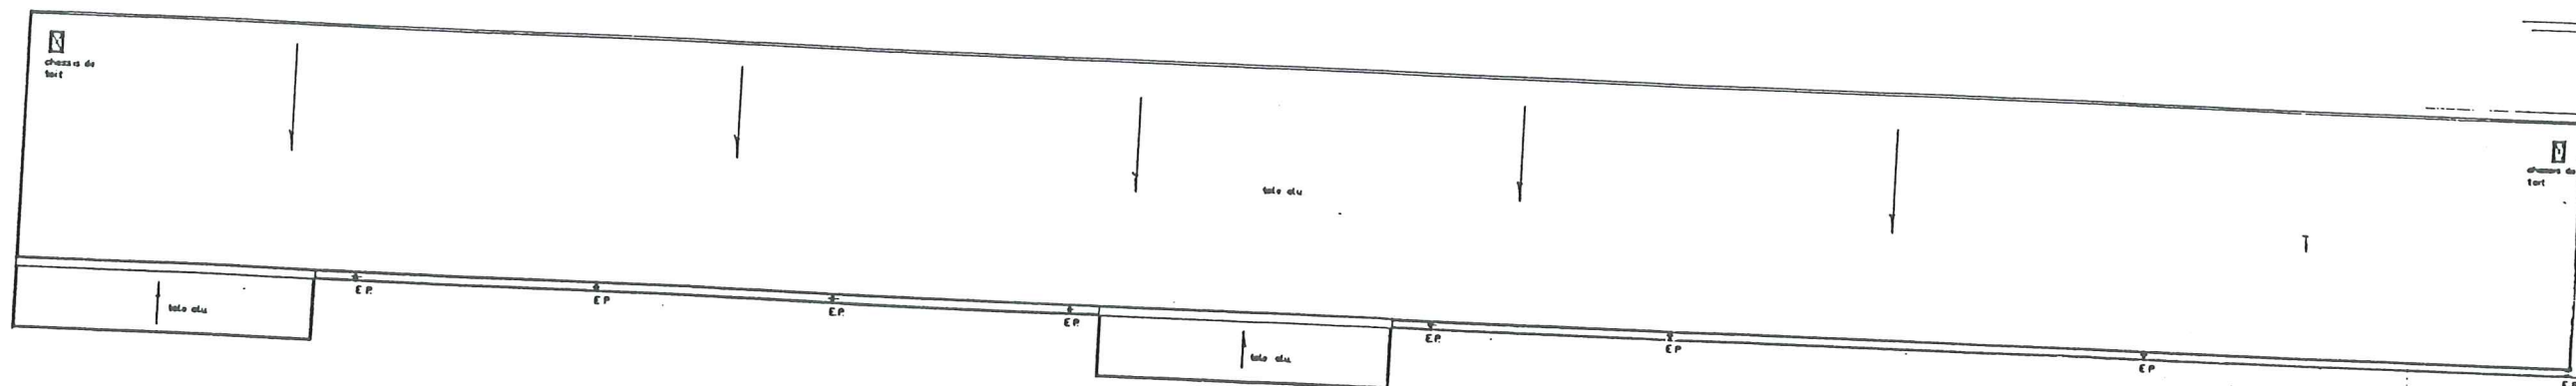 chassis de
toit
tole alu
chassis de
toit
tole alu
E P.
E P
E.P.
E P.
tole alu.
E.P.
E P
E P